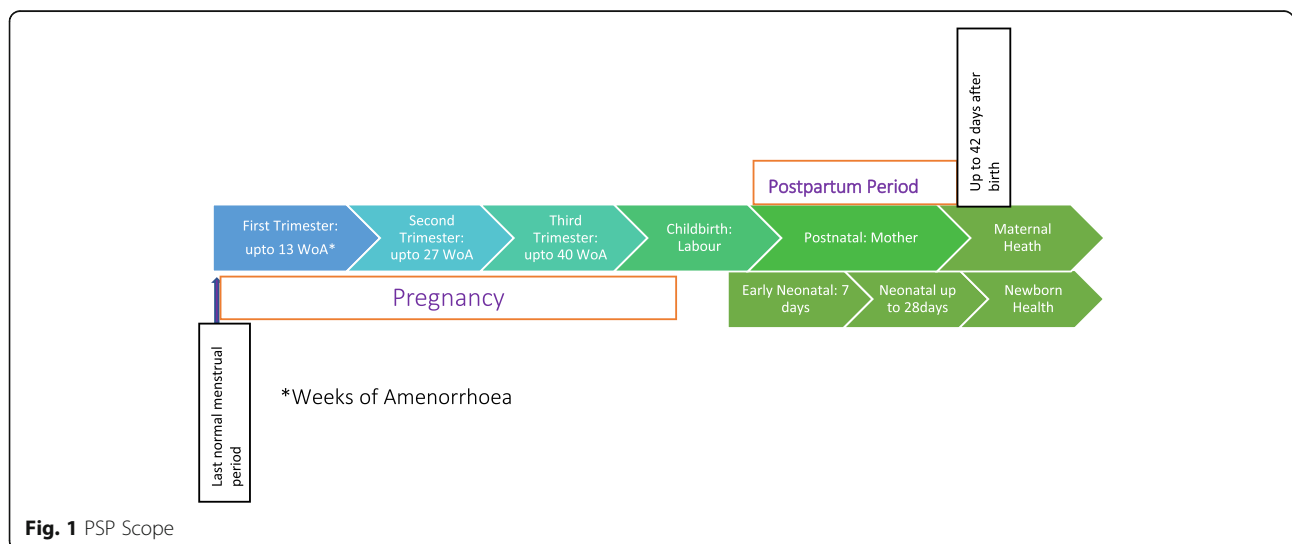 Up to 42 days after
birth
Postpartum Period
First Trimester:
upto 13 WoA*
Second
Trimester:
upto 27 WoA
Third
Trimester:
upto 40 WoA
Childbirth:
Labour
Postnatal: Mother
Maternal
Heath
Pregnancy
Early Neonatal: 7
days
Neonatal up
to 28days
Newborn
Health
Last normal menstrual
period
*Weeks of Amenorrhoea
Fig. 1 PSP Scope